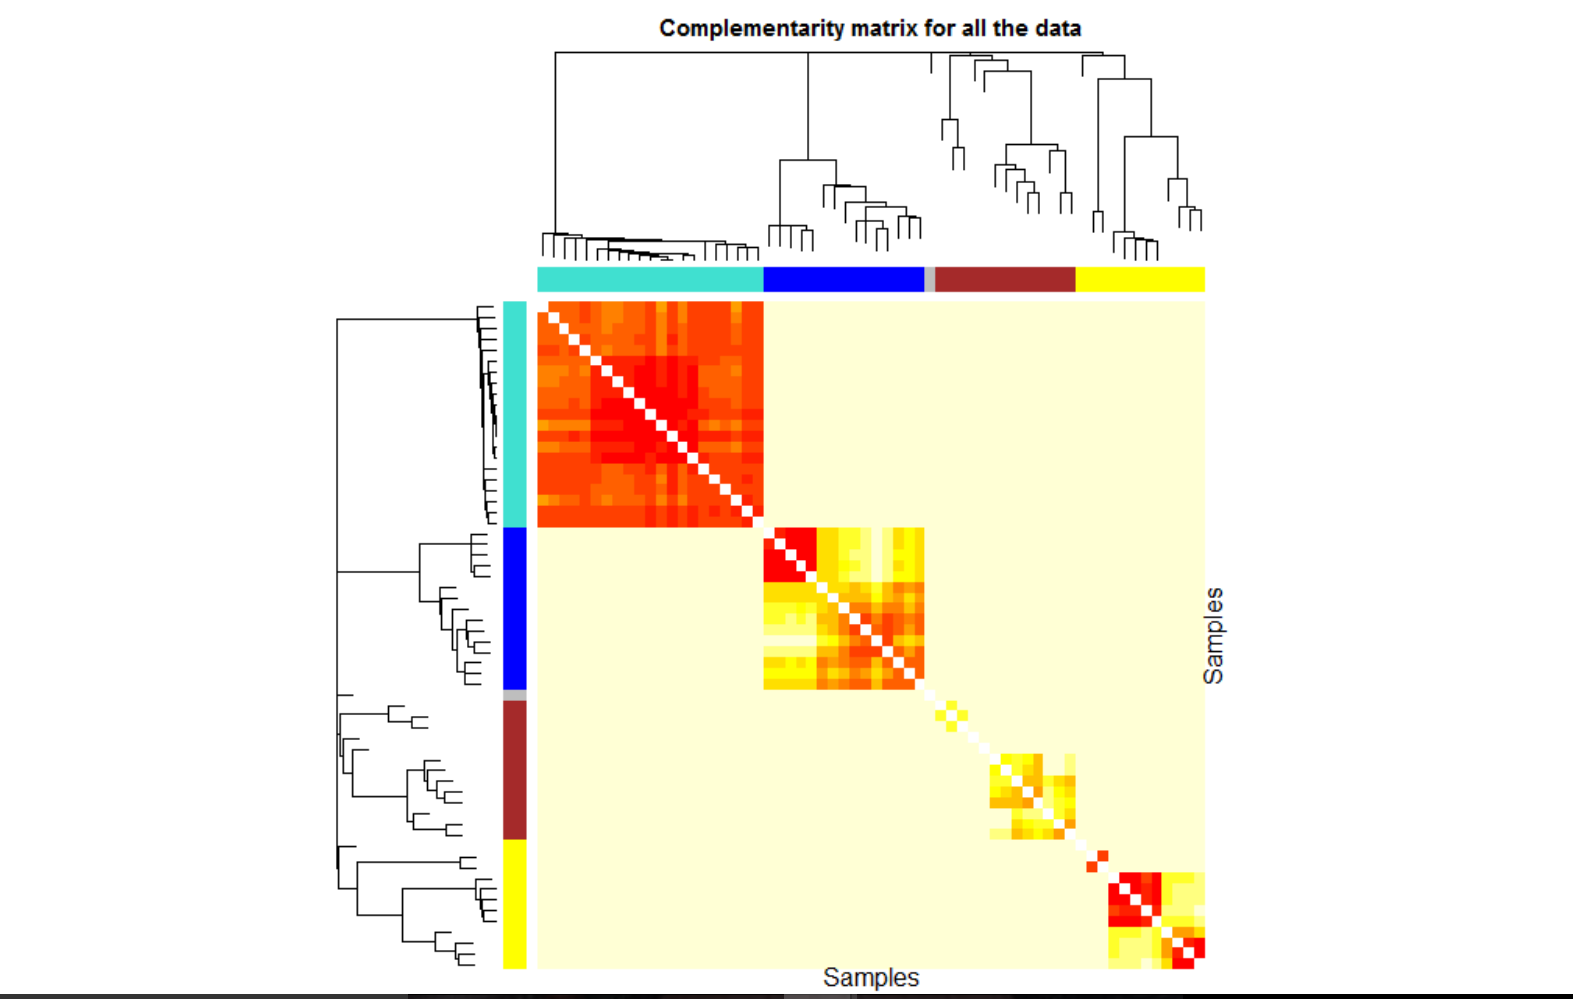 Complementarity matrix for all the data
Samples
Samples